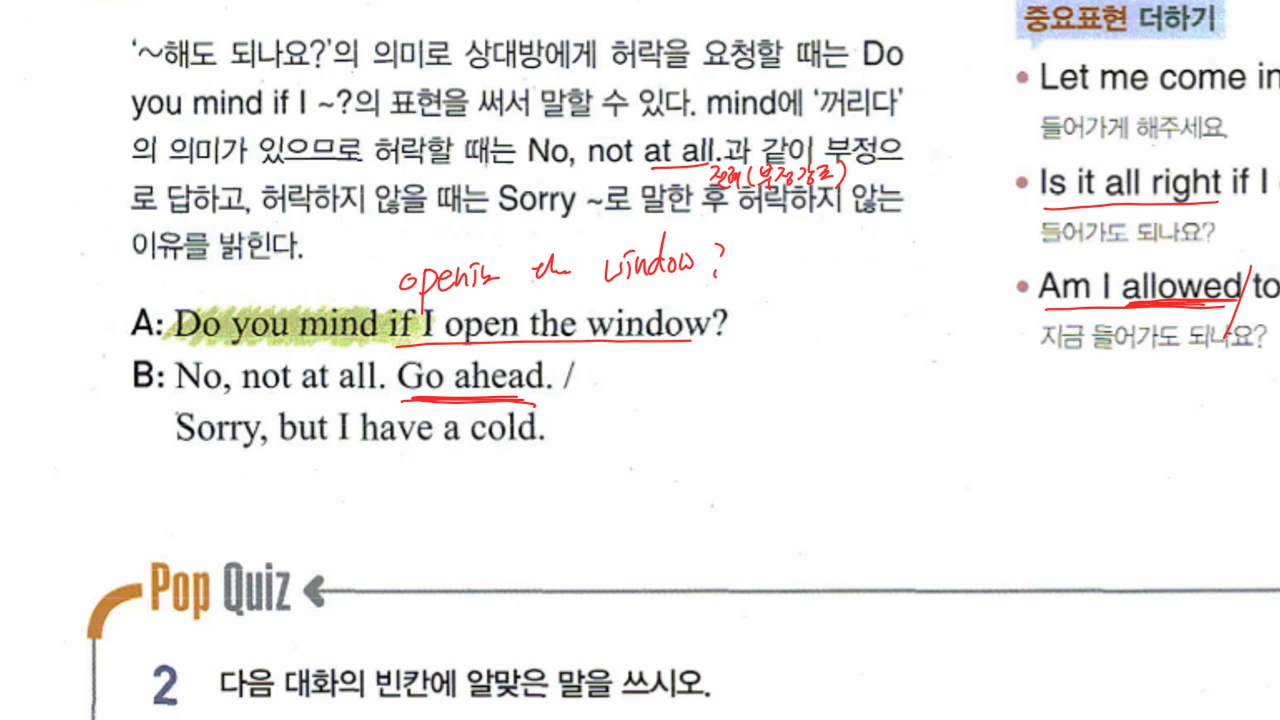 '~해도 되나요?'의 의미로 상대방에게 허락을 요청할 때는 Do
you mind if I ~?의 표현을 써서 말할 수 있다. mind에 '꺼리다'
의 의미가 있으므로 허락할 때는 No, not at all.과 같이 부정으
전혀(부정강조)
로 답하고, 허락하지 않을 때는 Sorry ~로 말한 후 허락하지 않는
이유를 밝힌다.
the window?
A: Do you mind if I open the window?
B: No, not at all. Go ahead. /
Sorry, but I have a cold.
중요표현 더하기
• Let me come in
들어가게 해주세요.
• Is it all right if I
들어가도 되나요?
• Am I allowed to
지금 들어가도 되나요?
Pop Quiz
2 다음 대화의 빈칸에 알맞은 말을 쓰시오.